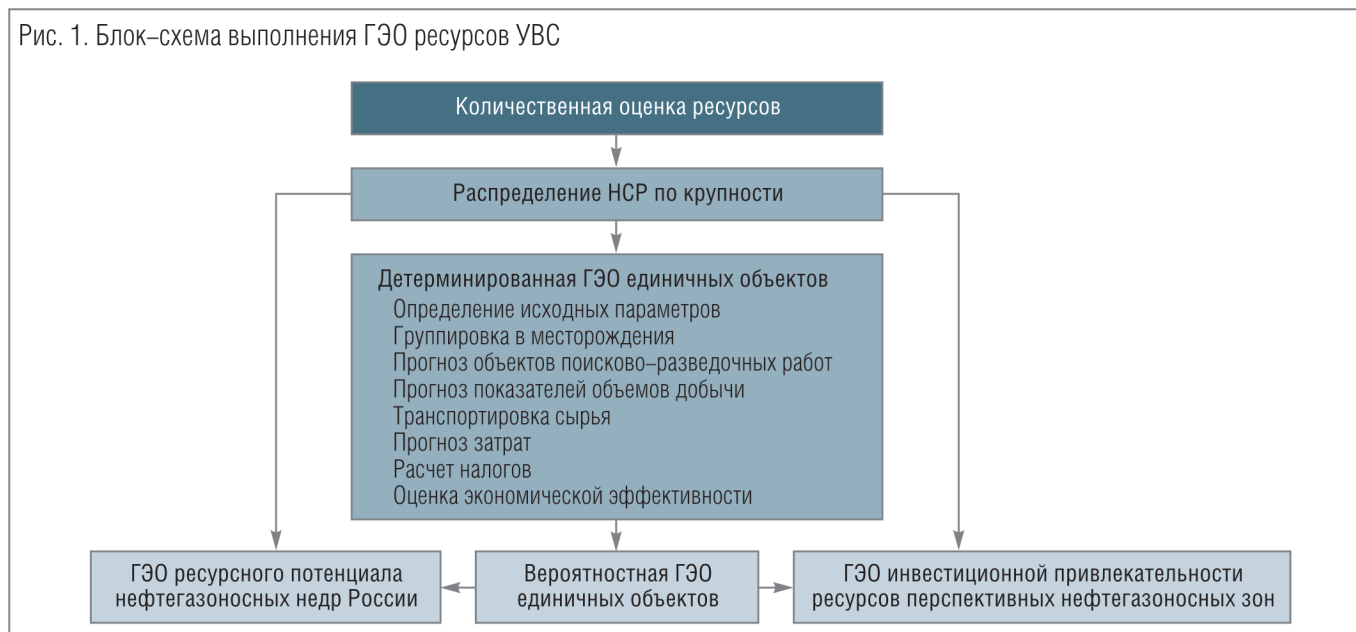 Рис. 1. Блок–схема выполнения ГЭО ресурсов УВС
Количественная оценка ресурсов
Распределение НСР по крупности
Детерминированная ГЭО единичных объектов
Определение исходных параметров
Группировка в месторождения
Прогноз объектов поисково–разведочных работ
Прогноз показателей объемов добычи
Транспортировка сырья
Прогноз затрат
Расчет налогов
Оценка экономической эффективности
ГЭО ресурсного потенциала
нефтегазоносных недр России
Вероятностная ГЭО
единичных объектов
ГЭО инвестиционной привлекательности
ресурсов перспективных нефтегазоносных зон